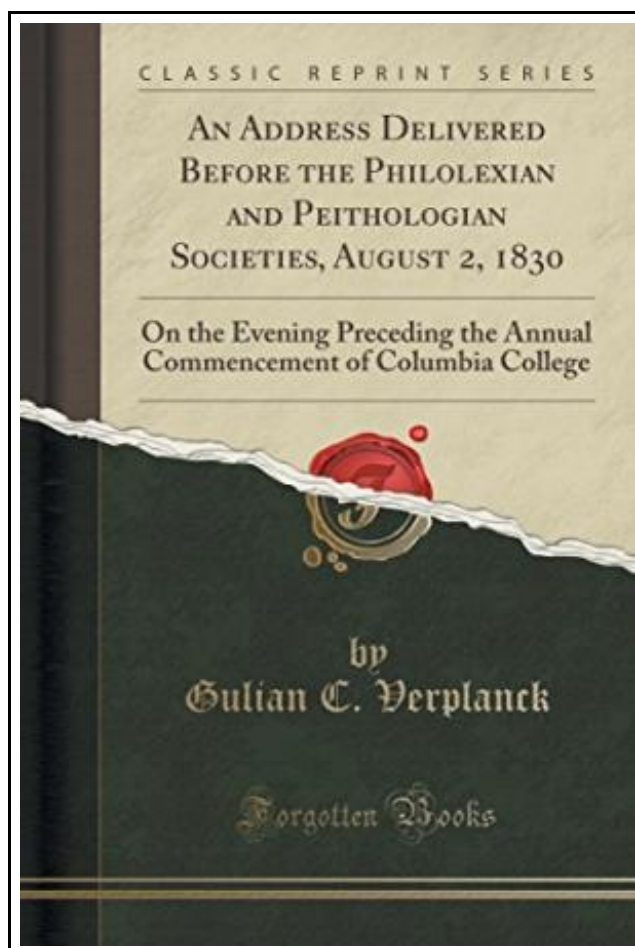 CLASSIC REPRINT SERIES
AN ADDRESS DELIVERED
BEFORE THE PHILOLEXIAN
AND PEITHOLOGIAN
SOCIETIES, AUGUST 2, 1830
On the Evening Preceding the Annual
Commencement of Columbia College
by
Gulian C. Verplanck
Forgotten Books